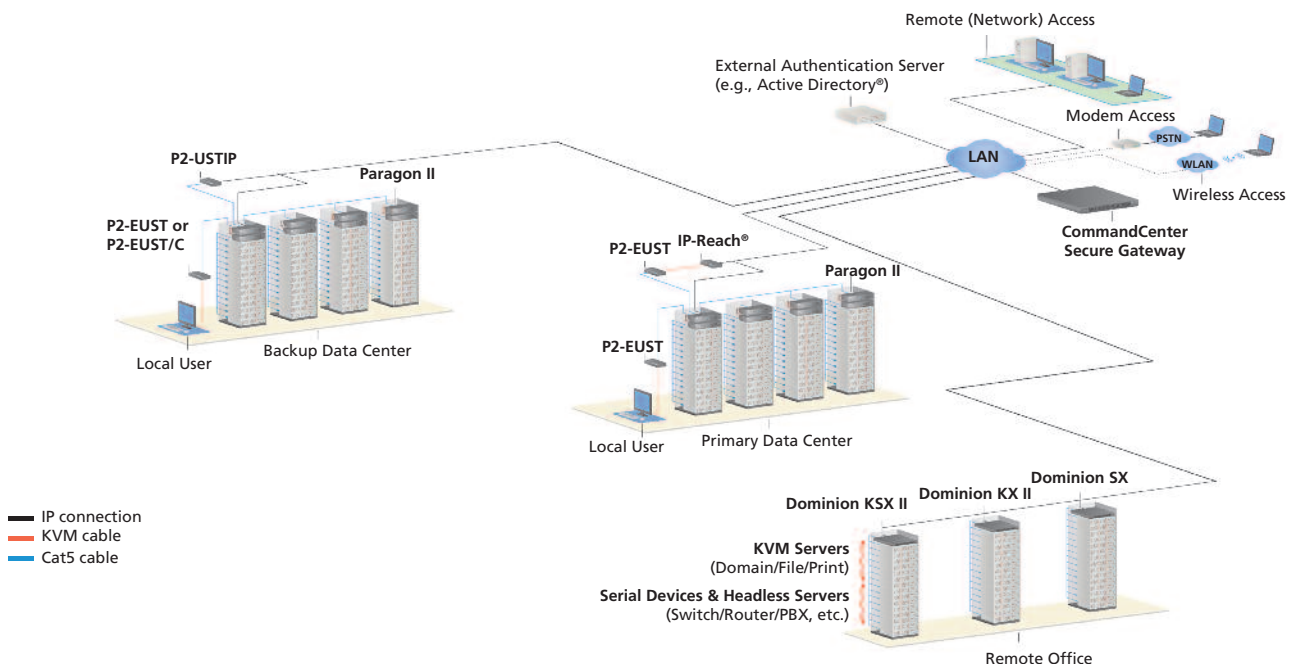 Remote (Network) Access
External Authentication Server
(e.g., Active Directory®)
Modem Access
PSTN
LAN
WLAN
Wireless Access
CommandCenter
Secure Gateway
P2-USTIP
Paragon II
P2-EUST or
P2-EUST/C
Local User
Backup Data Center
P2-EUST
IP-Reach®
Paragon II
P2-EUST
Local User
Primary Data Center
Dominion KSX II
Dominion KX II
Dominion SX
KVM Servers
(Domain/File/Print)
Serial Devices & Headless Servers
(Switch/Router/PBX, etc.)
Remote Office
IP connection
KVM cable
Cat5 cable